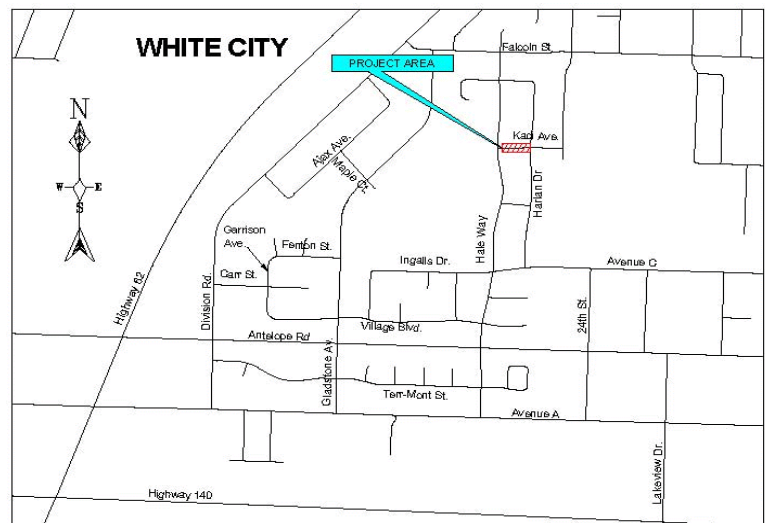 WHITE CITY
Falcoln St.
PROJECT AREA
N
Kadi Ave.
Ajax Ave.
Maple Ct.
W
E
S
Harlan Dr
Hale Way
Garrison
Ave.
Fenton St.
Ingalls Dr.
Avenue C
Carr St.
Highway 62
Division Rd.
24th St.
Village Blvd.
Antelope Rd
Gladstone Av.
Terr-Mont St.
Avenue A
Lakeview Dr.
Highway 140